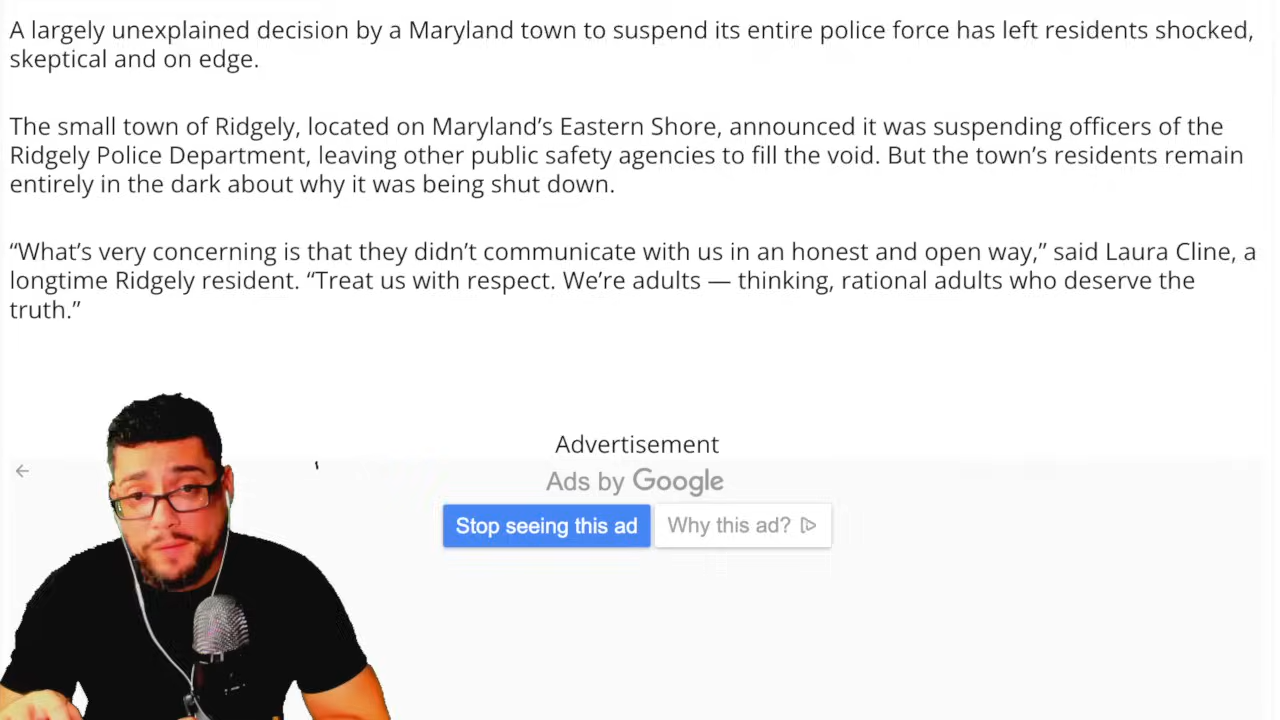 A largely unexplained decision by a Maryland town to suspend its entire police force has left residents shocked,
skeptical and on edge.
The small town of Ridgely, located on Maryland’s Eastern Shore, announced it was suspending officers of the
Ridgely Police Department, leaving other public safety agencies to fill the void. But the town’s residents remain
entirely in the dark about why it was being shut down.
“What’s very concerning is that they didn’t communicate with us in an honest and open way,” said Laura Cline, a
longtime Ridgely resident. “Treat us with respect. We’re adults — thinking, rational adults who deserve the
truth.”
Advertisement
Ads by Google
Stop seeing this ad Why this ad?